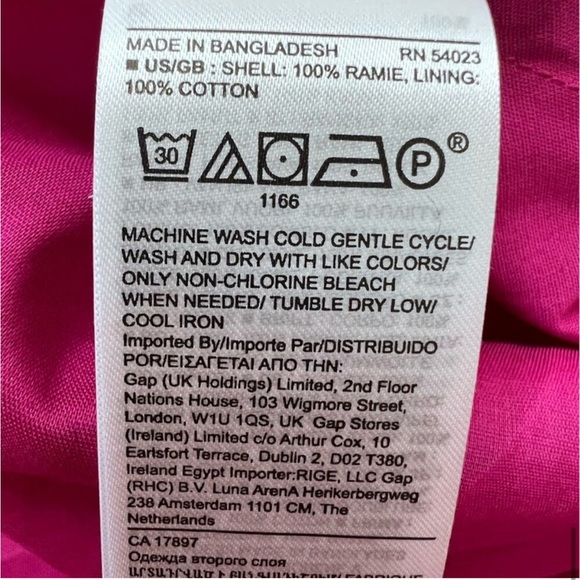 MADE IN BANGLADESH RN 54023
■ US/GB : SHELL: 100% RAMIE, LINING:
100% COTTON
30 P ®
1166
MACHINE WASH COLD GENTLE CYCLE/
WASH AND DRY WITH LIKE COLORS/
ONLY NON-CHLORINE BLEACH
WHEN NEEDED/ TUMBLE DRY LOW/
COOL IRON
Imported By/Importe Par/DISTRIBUIDO
POR/ΕΙΣΑΓΕΤΑΙ ΑΠΟ ΤΗΝ:
Gap (UK Holdings) Limited, 2nd Floor
Nations House, 103 Wigmore Street,
London, W1U 1QS, UK Gap Stores
(Ireland) Limited c/o Arthur Cox, 10
Earlsfort Terrace, Dublin 2, D02 T380,
Ireland Egypt Importer:RIGE, LLC Gap
(RHC) B.V. Luna ArenA Herikerbergweg
238 Amsterdam 1101 CM, The
Netherlands
CA 17897
Одежда второго слоя